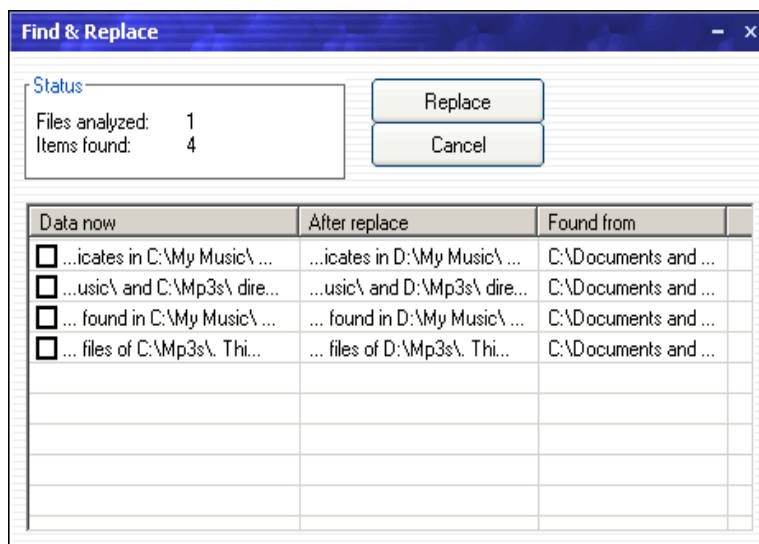 Find & Replace
Status
Files analyzed: 1
Items found: 4
Replace
Cancel
Data now After replace Found from
...icates in C:\My Music\ ... ...icates in D:\My Music\ ... C:\Documents and ...
...usic\ and C:\Mp3s\ dire... ...usic\ and D:\Mp3s\ dire... C:\Documents and ...
... found in C:\My Music\ ... ... found in D:\My Music\ ... C:\Documents and ...
... files of C:\Mp3s\. Thi... ... files of D:\Mp3s\. Thi... C:\Documents and ...